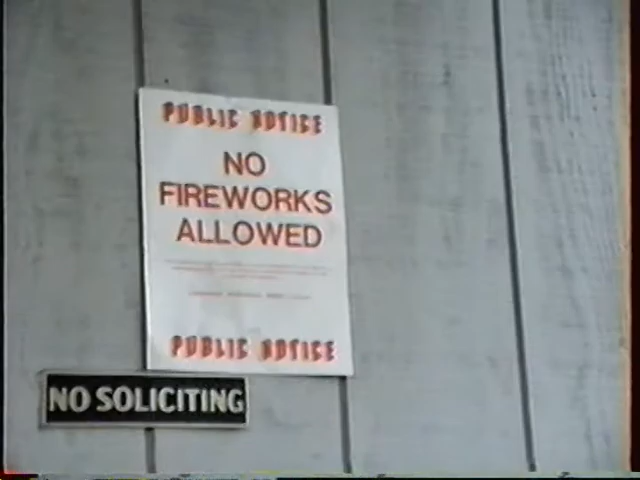 PUBLIC NOTICE
NO
FIREWORKS
ALLOWED
PUBLIC NOTICE
NO SOLICITING